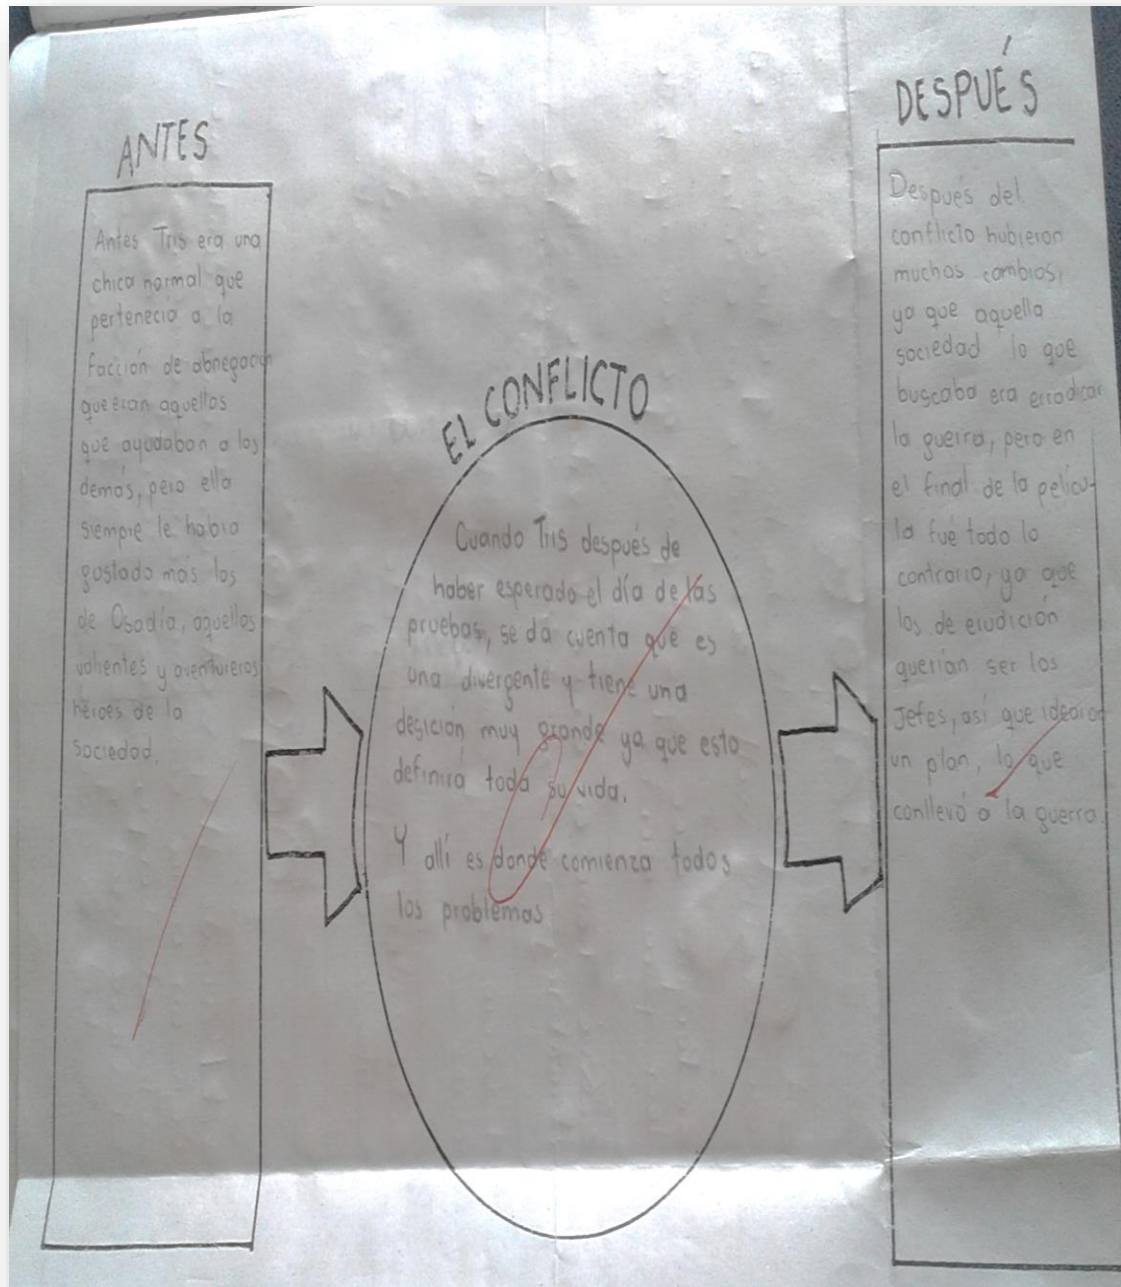 ANTES
Antes Tris era una
chica normal que
perteneció a la
facción de abnegación
que eran aquellos
que ayudaban a los
demás, pero ella
siempre le había
gustado más los
de Osadía, aquellos
valientes y aventureros
héroes de la
sociedad.
EL CONFLICTO
Cuando Tris después de
haber esperado el día de las
pruebas, se da cuenta que es
una divergente y tiene una
desición muy grande ya que esto
definirá toda su vida.
Y allí es donde comienza todos
los problemas
DESPUÉS
Después del
conflicto hubieron
muchos cambios,
ya que aquella
sociedad lo que
buscaba era erradicar
la guerra, pero en
el final de la pelícu-
la fué todo lo
contrario, ya que
los de erudición
querían ser los
Jefes, así que idearon
un plan, lo que
conllevó a la guerra.